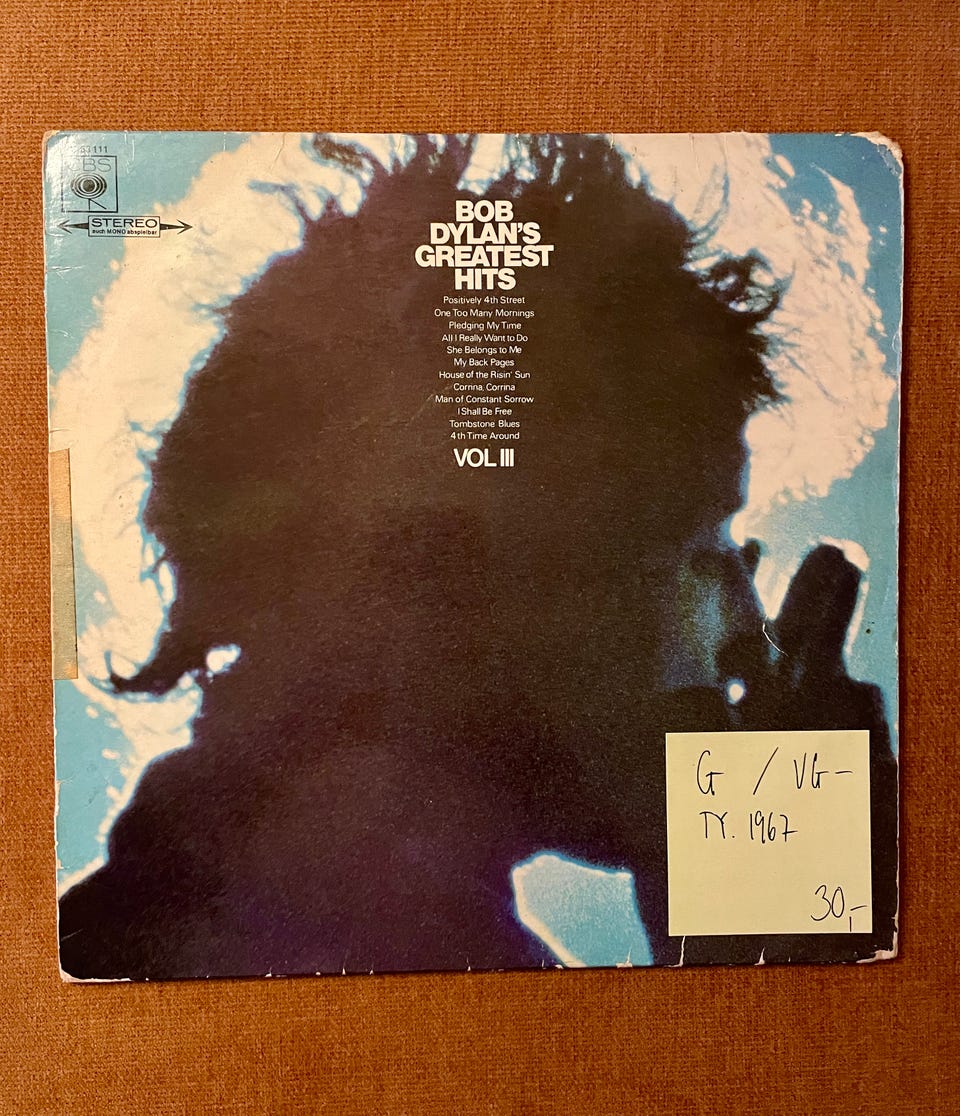 CBS
STEREO
auch MONO abspielbar
BOB
DYLAN'S
GREATEST
HITS
Positively 4th Street
One Too Many Mornings
Pledging My Time
All I Really Want to Do
She Belongs to Me
My Back Pages
House of the Risin' Sun
Corrina, Corrina
Man of Constant Sorrow
I Shall Be Free
Tombstone Blues
4th Time Around
VOL III
G / VG-
TY. 1967
30,-